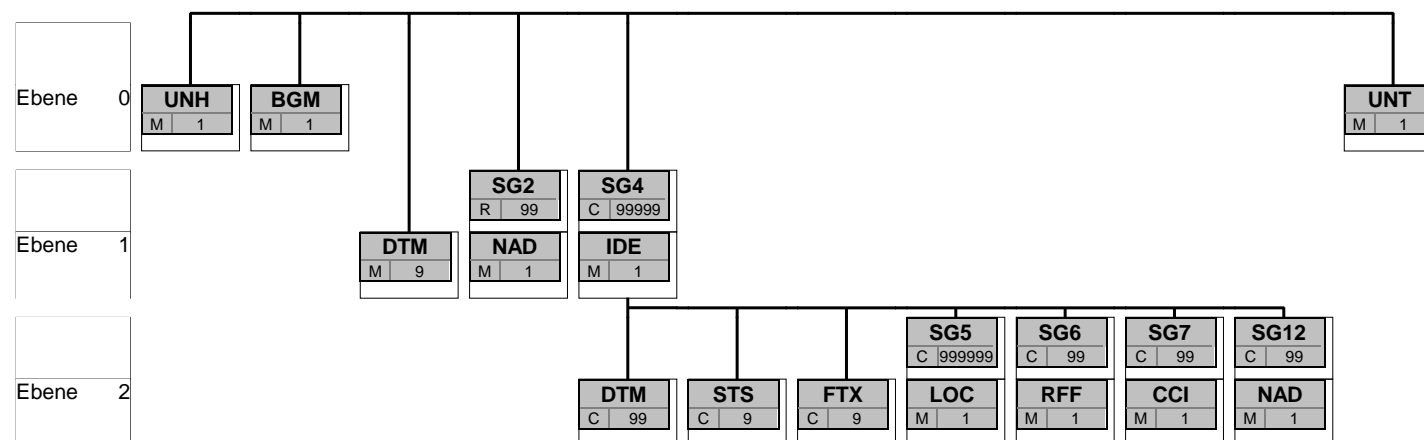 Ebene 0
UNH BGM UNT
M 1 M 1 M 1
SG2 SG4
R 99 C 99999
Ebene 1
DTM NAD IDE
M 9 M 1 M 1
SG5 SG6 SG7 SG12
C 999999 C 99 C 99 C 99
Ebene 2
DTM STS FTX LOC RFF CCI NAD
C 99 C 9 C 9 M 1 M 1 M 1 M 1